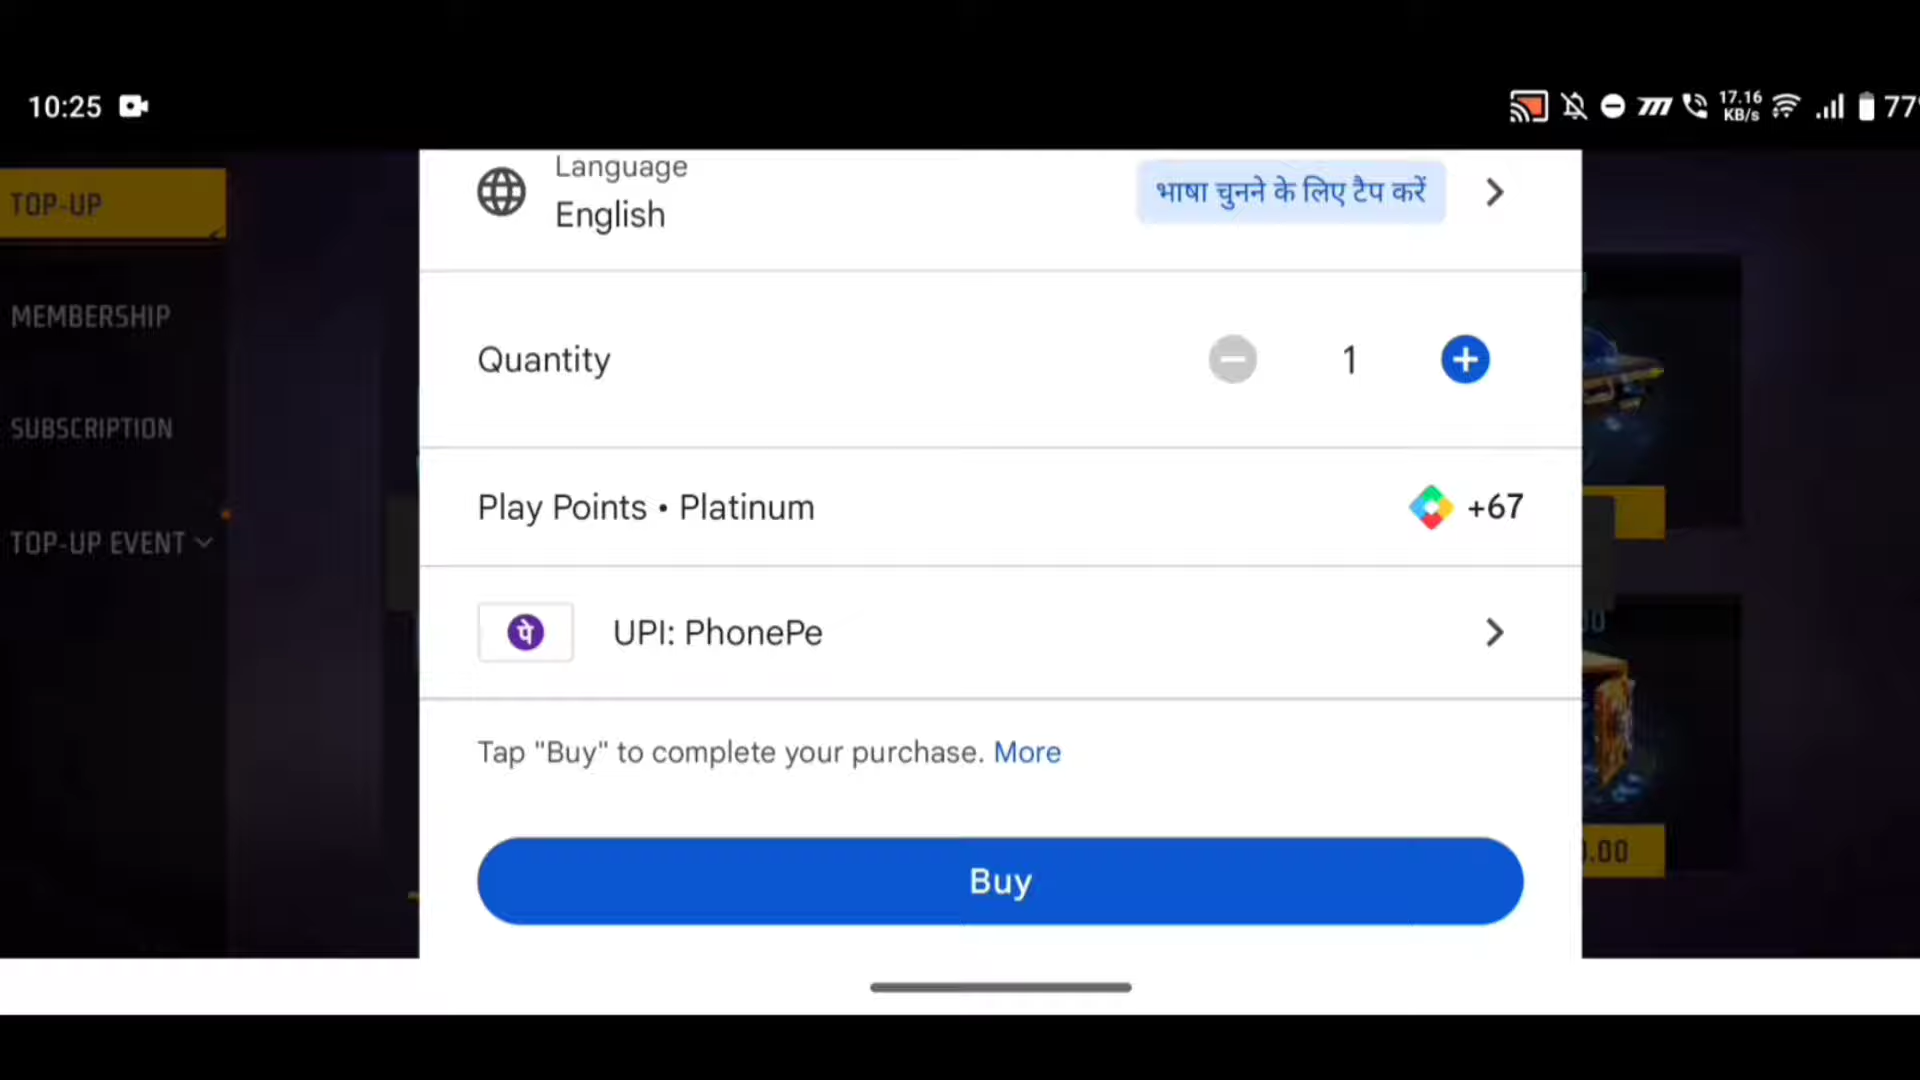 10:25
17.16
KB/s
77
TOP-UP
MEMBERSHIP
SUBSCRIPTION
TOP-UP EVENT
Language
English
भाषा चुनने के लिए टैप करें
Quantity
1
Play Points • Platinum
+67
पे
UPI: PhonePe
Tap "Buy" to complete your purchase. More
Buy
.00